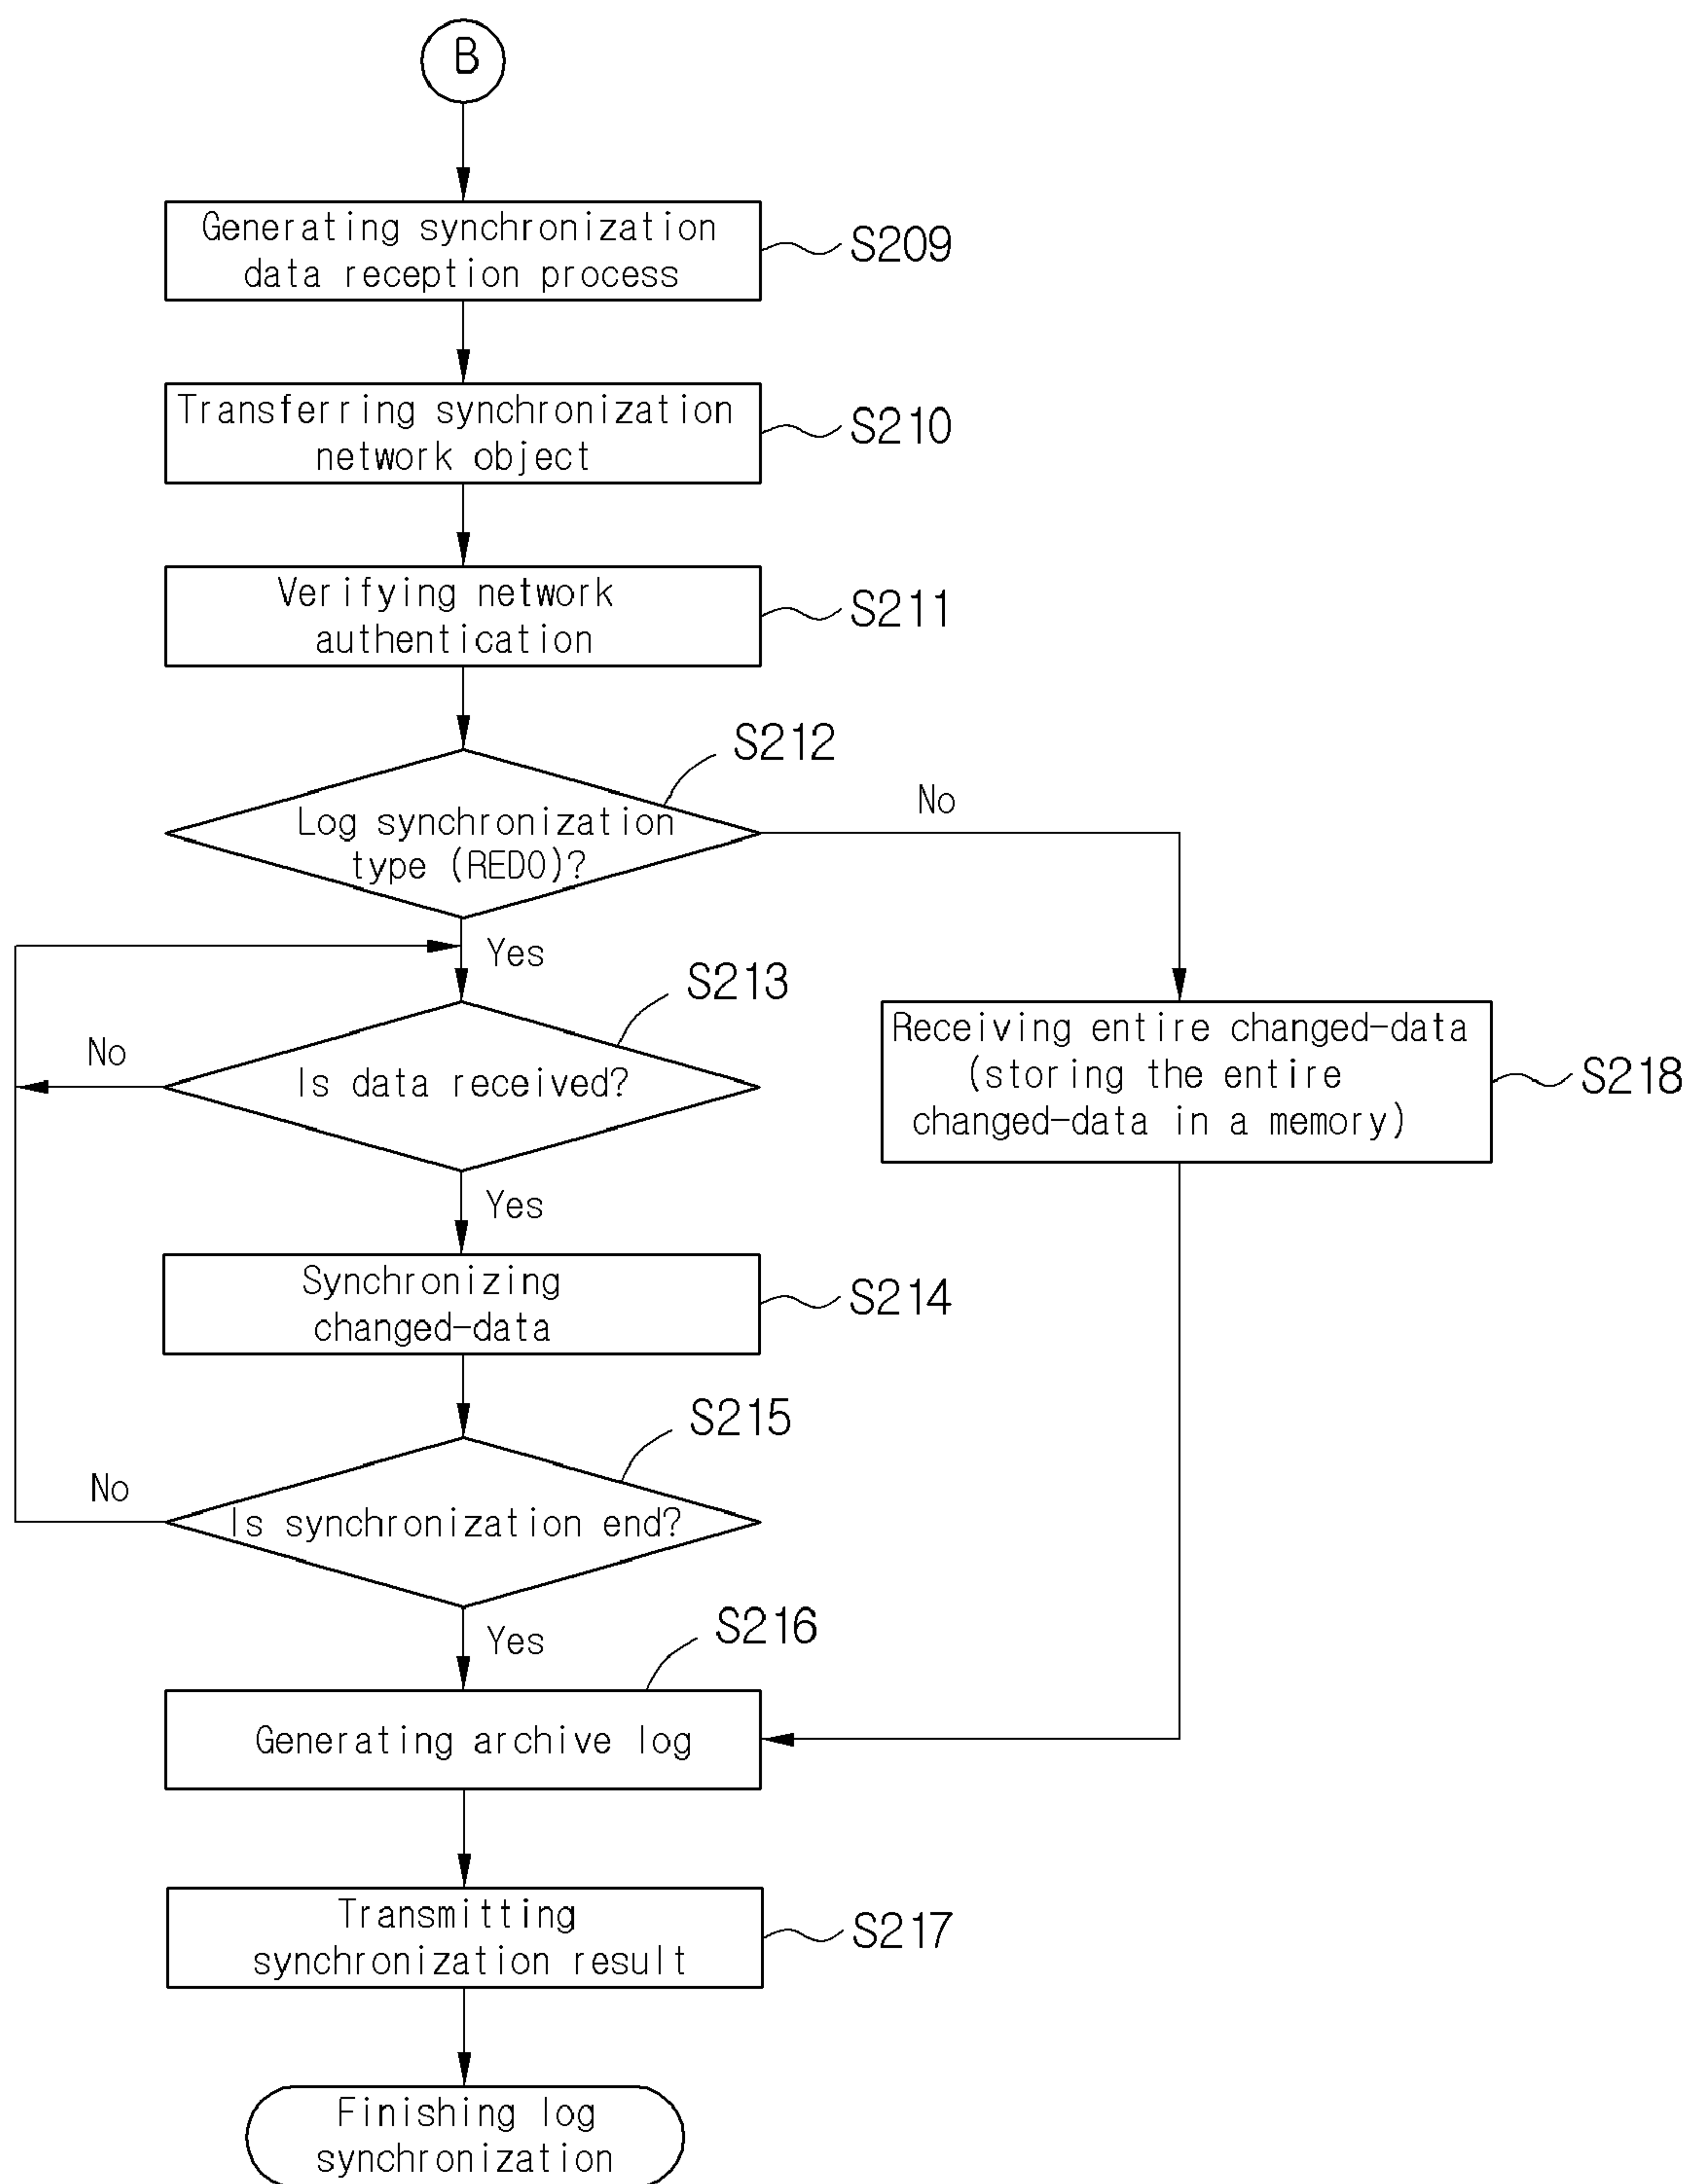 B
Generating synchronization
data reception process
S209
Transferring synchronization
network object
S210
Verifying network
authentication
S211
S212
Log synchronization
type (REDO)?
No
Yes
S213
Is data received?
No
Receiving entire changed-data
(storing the entire
changed-data in a memory)
S218
Yes
Synchronizing
changed-data
S214
S215
Is synchronization end?
No
Yes
S216
Generating archive log
Transmitting
synchronization result
S217
Finishing log
synchronization